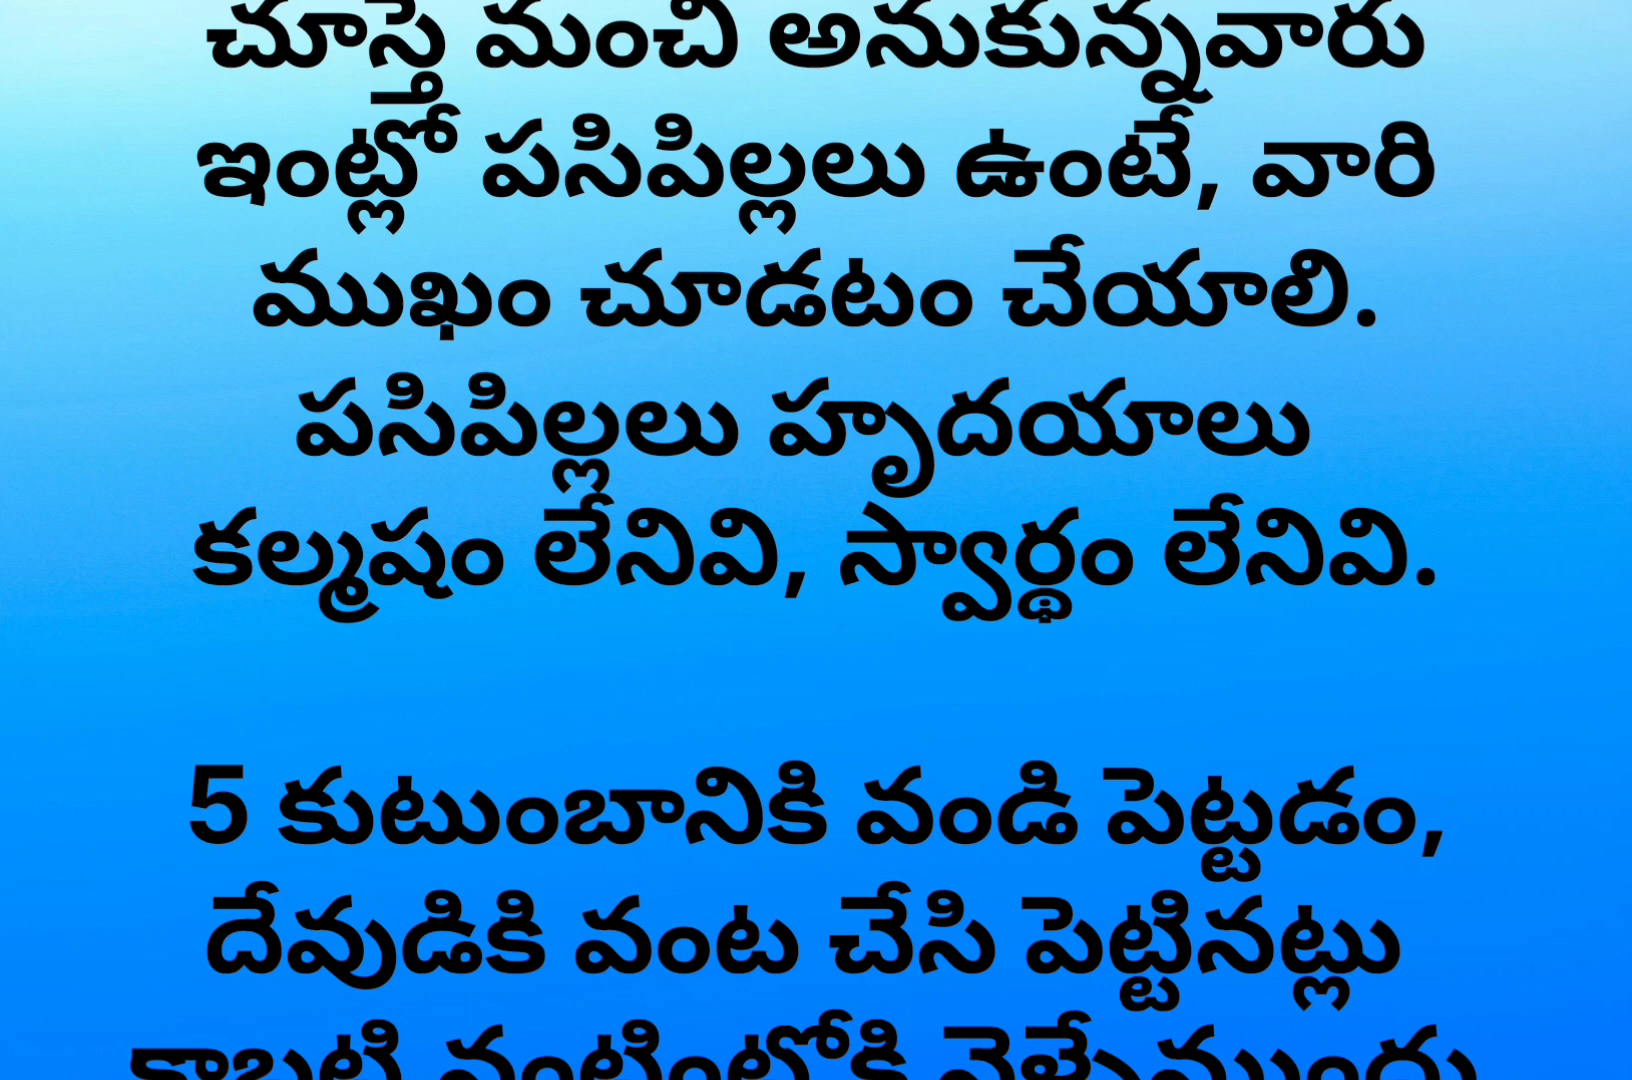 చూస్తే మంచి అనుకున్నవారు
ఇంట్లో పసిపిల్లలు ఉంటే, వారి
ముఖం చూడటం చేయాలి.
పసిపిల్లలు హృదయాలు
కల్మషం లేనివి, స్వార్థం లేనివి.
5 కుటుంబానికి వండి పెట్టడం,
దేవుడికి వంట చేసి పెట్టినట్లు
కాబట్టి వంటింట్లోకి వెళ్ళేముందు